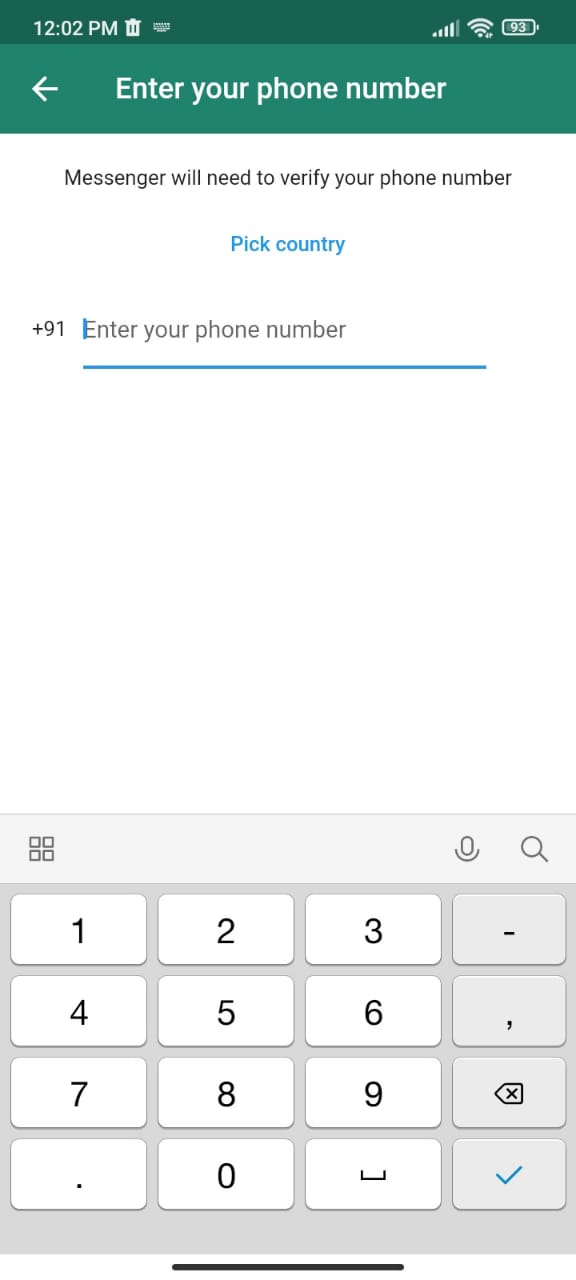 12:02 PM
93
Enter your phone number
Messenger will need to verify your phone number
Pick country
+91 Enter your phone number
1 2 3 -
4 5 6 ,
7 8 9
. 0